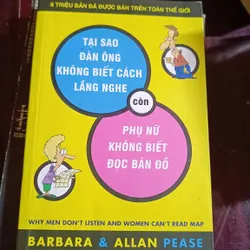 6 TRIỆU BẢN ĐÃ ĐƯỢC BÁN TRÊN TOÀN THẾ GIỚI
TẠI SAO
ĐÀN ÔNG
KHÔNG BIẾT CÁCH
LẮNG NGHE
còn
PHỤ NỮ
KHÔNG BIẾT
ĐỌC BẢN ĐỒ
WHY MEN DON'T LISTEN AND WOMEN CAN'T READ MAP
BARBARA & ALLAN PEASE